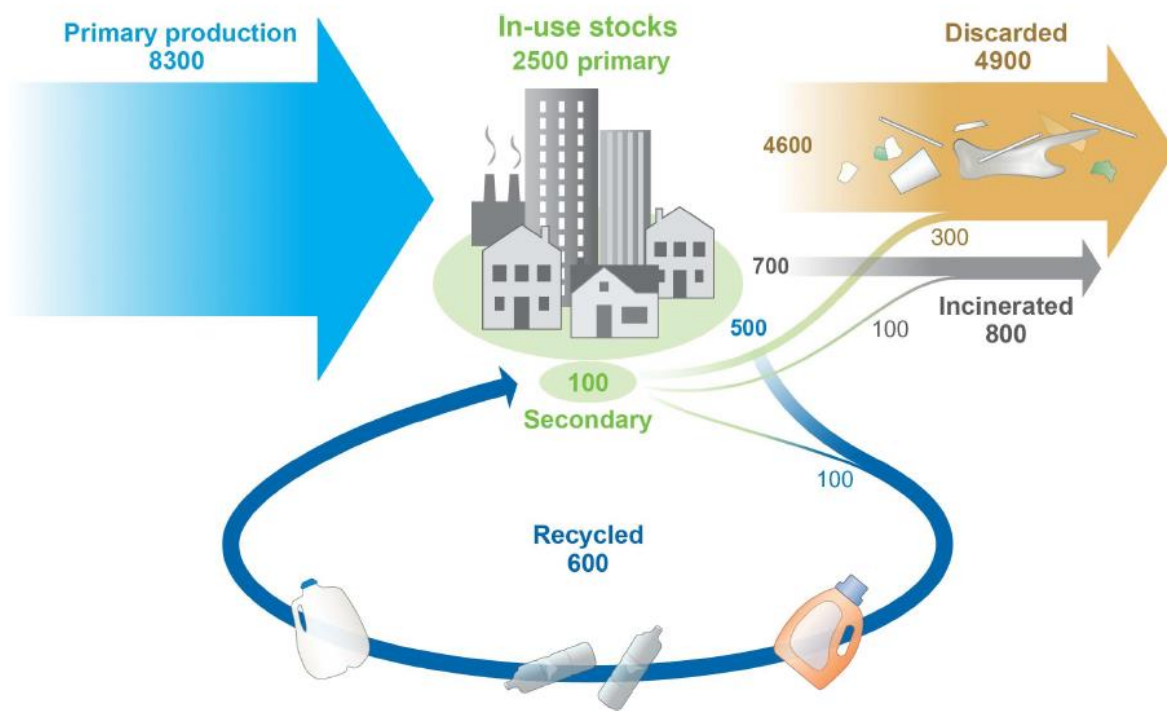 Primary production
8300
In-use stocks
2500 primary
Discarded
4900
4600
300
700
Incinerated
800
500
100
100
Secondary
100
Recycled
600